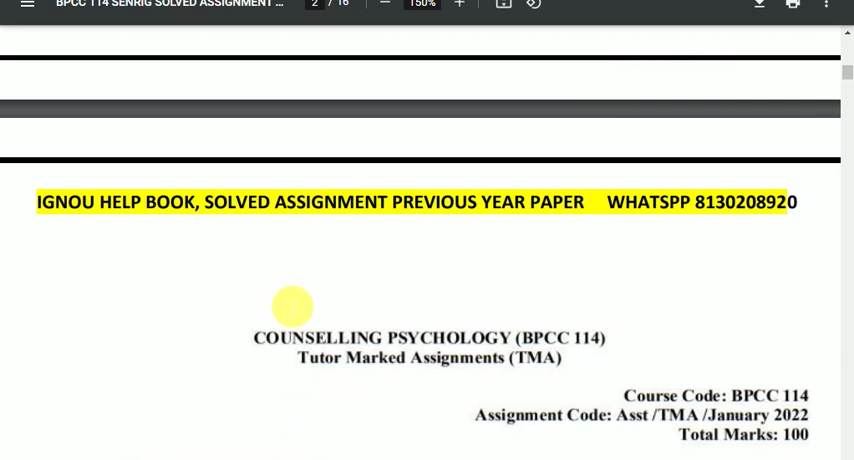 BPCC 114 SENRIG SOLVED ASSIGNMENT ... 2 / 16 150%
IGNOU HELP BOOK, SOLVED ASSIGNMENT PREVIOUS YEAR PAPER WHATSPP 8130208920
COUNSELLING PSYCHOLOGY (BPCC 114)
Tutor Marked Assignments (TMA)
Course Code: BPCC 114
Assignment Code: Asst /TMA /January 2022
Total Marks: 100